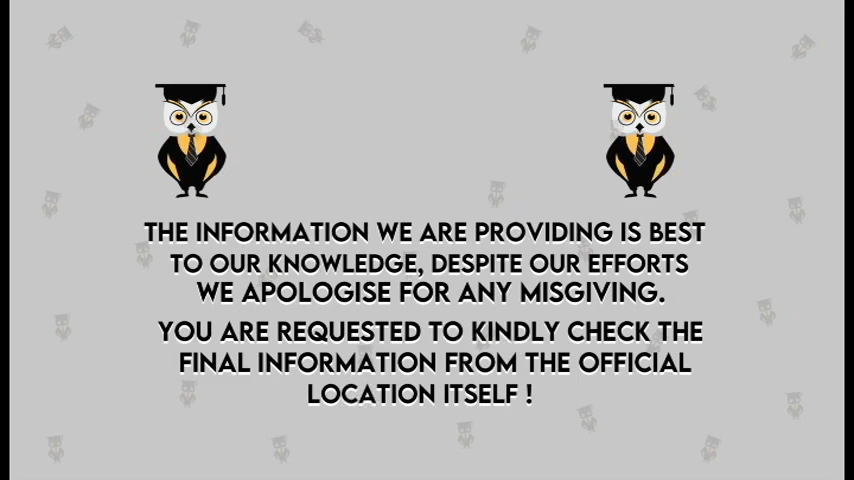 THE INFORMATION WE ARE PROVIDING IS BEST
TO OUR KNOWLEDGE, DESPITE OUR EFFORTS
WE APOLOGISE FOR ANY MISGIVING.
YOU ARE REQUESTED TO KINDLY CHECK THE
FINAL INFORMATION FROM THE OFFICIAL
LOCATION ITSELF !